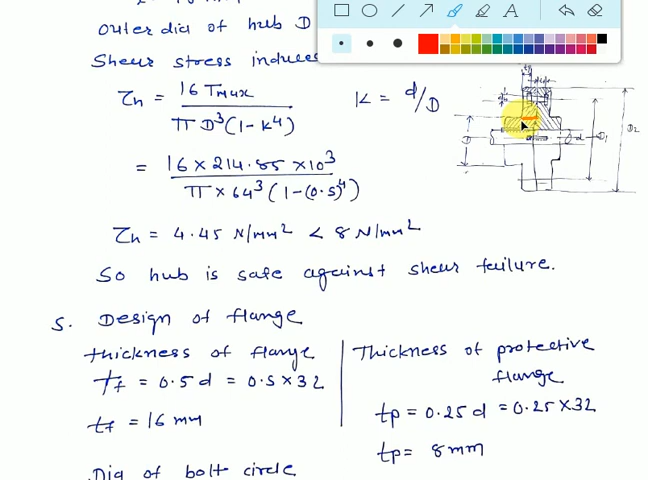 outer dia of hub D
Shear stress induces
τh = 16 Tmax / π D³ (1 - k⁴)
K = d/D
= 16 × 214.85 × 10³ / π × 64³ (1 - (0.5)⁴)
τh = 4.45 N/mm² < 8 N/mm²
So hub is safe against shear failure.
5. Design of flange
thickness of flange
tf = 0.5 d = 0.5 × 32
tf = 16 mm
Thickness of protective
flange
tp = 0.25 d = 0.25 × 32
tp = 8 mm
Dia of bolt circle
D
d
D1
D2
A